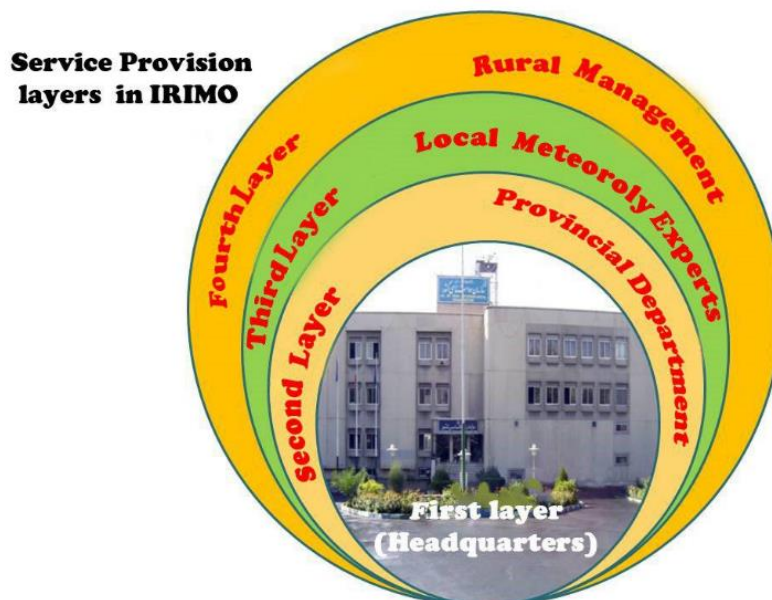 Service Provision
layers in IRIMO
Rural Management
Fourth Layer
Local Meteoroly Experts
Third Layer
Provincial Department
Second Layer
First layer
(Headquarters)